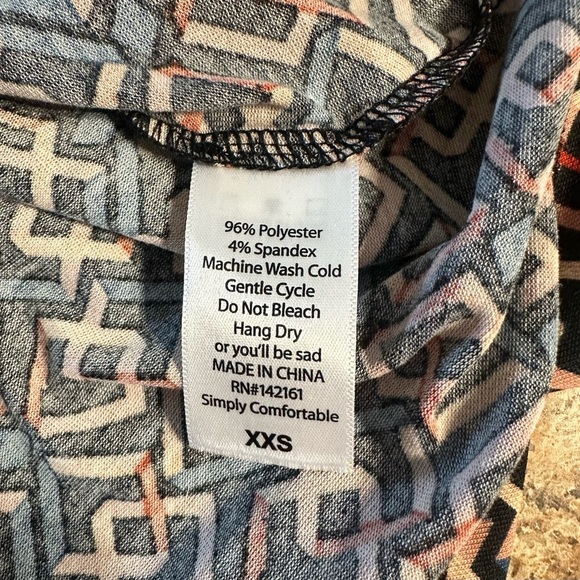 96% Polyester
4% Spandex
Machine Wash Cold
Gentle Cycle
Do Not Bleach
Hang Dry
or you'll be sad
MADE IN CHINA
RN#142161
Simply Comfortable
XXS